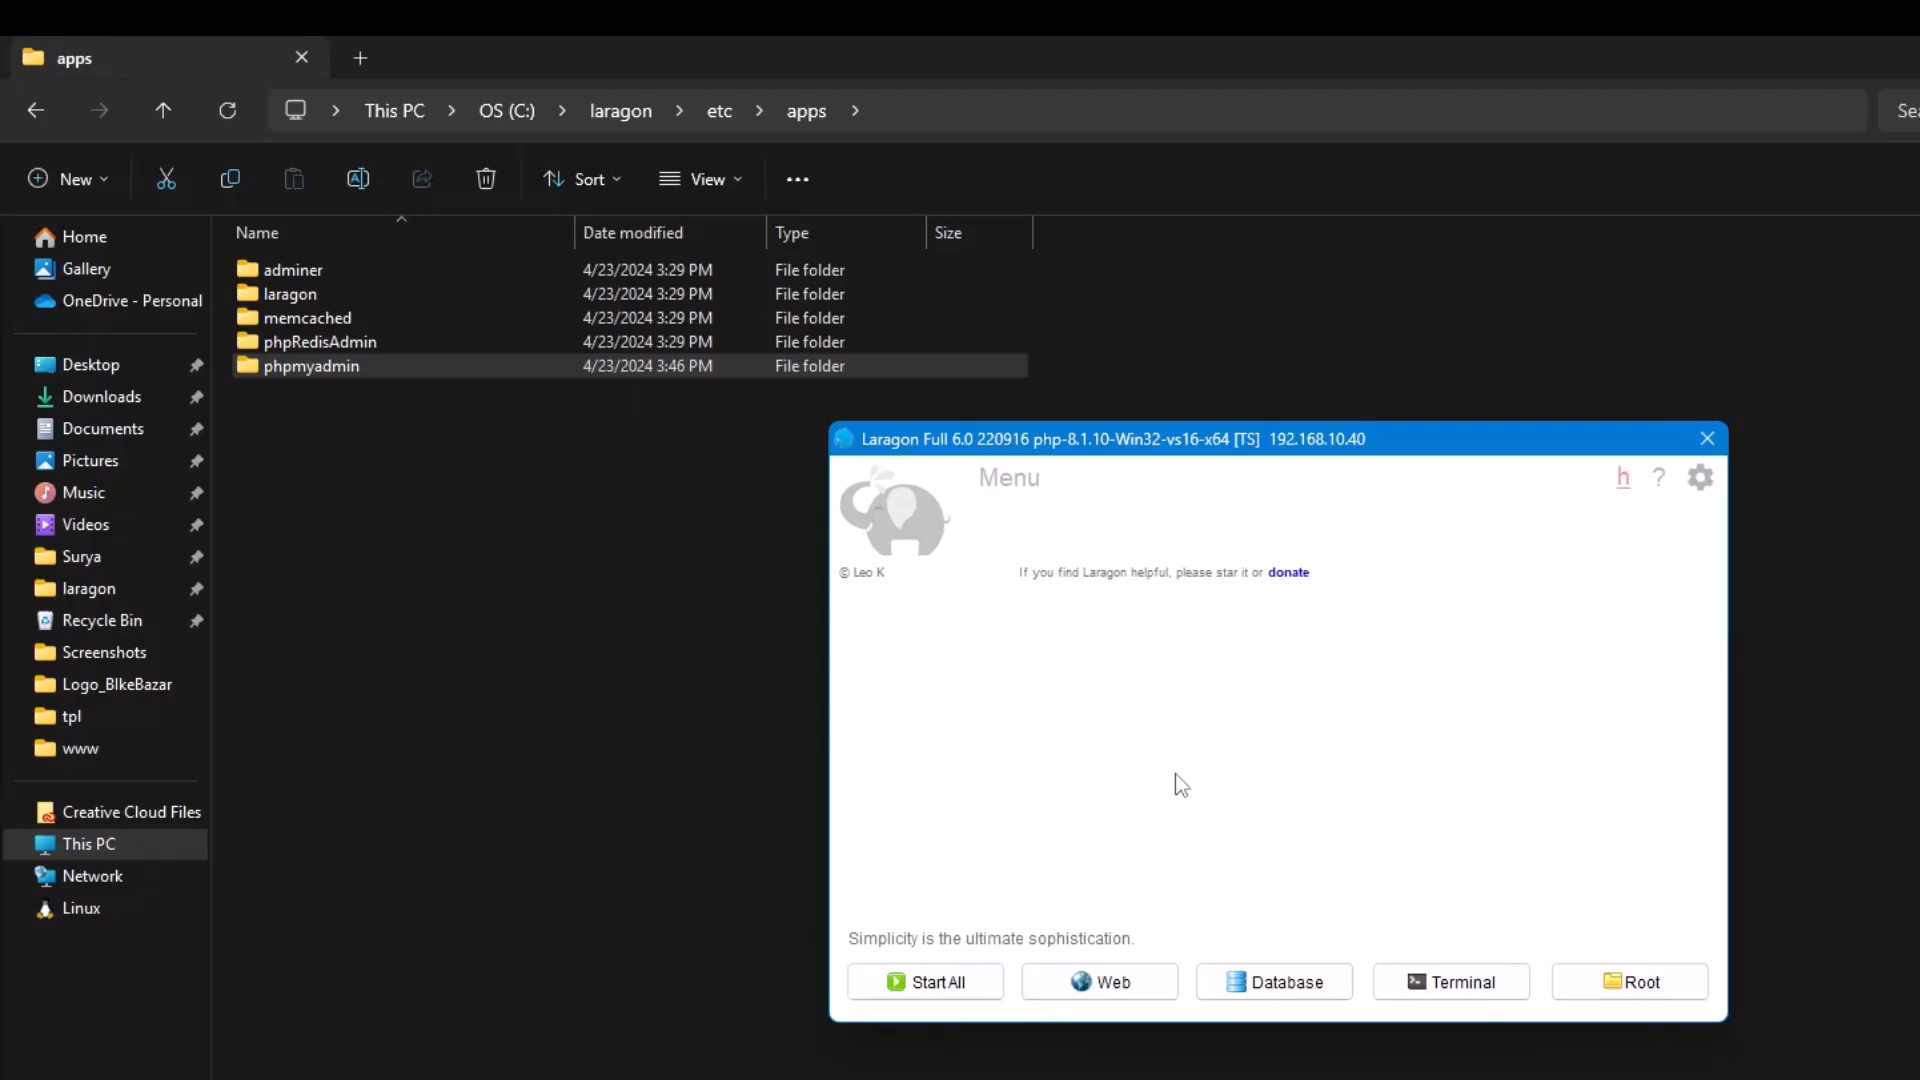 apps
This PC
OS (C:)
laragon
etc
apps
Sea
New
Sort
View
Home
Gallery
OneDrive - Personal
Desktop
Downloads
Documents
Pictures
Music
Videos
Surya
laragon
Recycle Bin
Screenshots
Logo_BlkeBazar
tpl
www
Creative Cloud Files
This PC
Network
Linux
Name Date modified Type Size
adminer 4/23/2024 3:29 PM File folder
laragon 4/23/2024 3:29 PM File folder
memcached 4/23/2024 3:29 PM File folder
phpRedisAdmin 4/23/2024 3:29 PM File folder
phpmyadmin 4/23/2024 3:46 PM File folder
Laragon Full 6.0 220916 php-8.1.10-Win32-vs16-x64 [TS] 192.168.10.40
Menu
h ?
© Leo K
If you find Laragon helpful, please star it or donate
Simplicity is the ultimate sophistication.
Start All
Web
Database
Terminal
Root